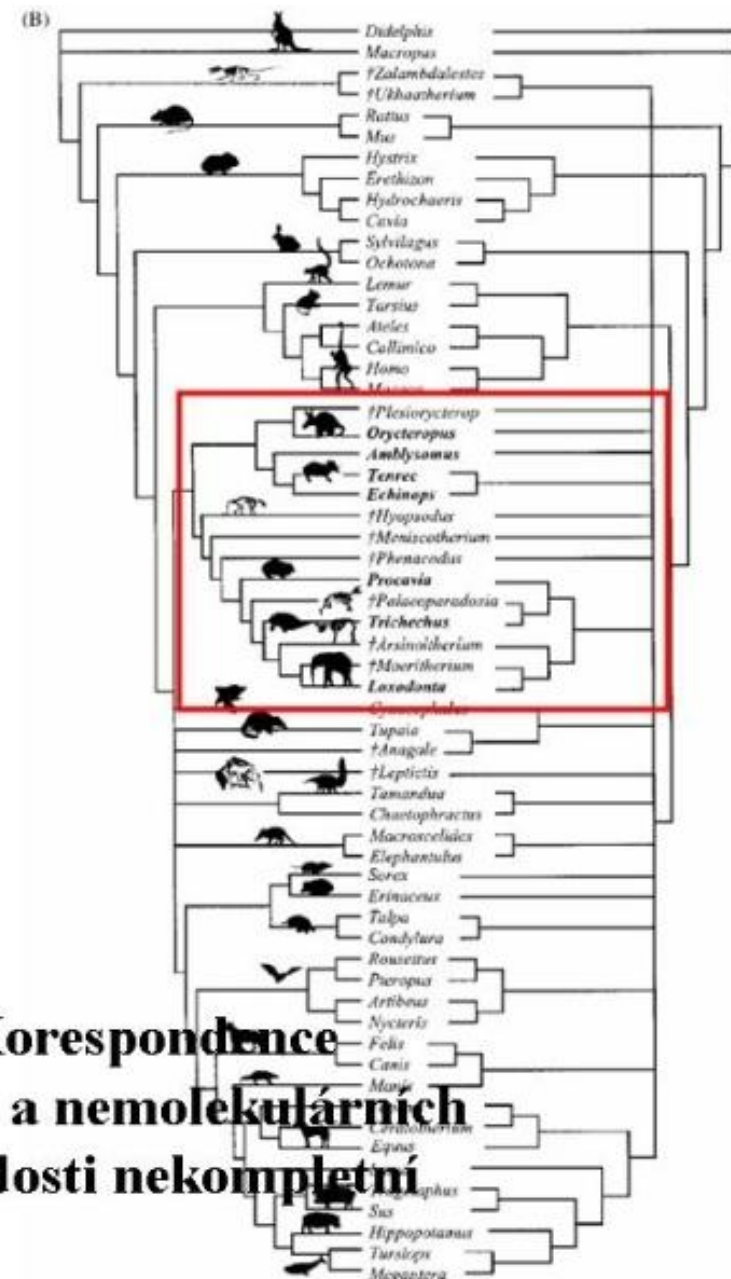 (B)
Didelphis
Macropus
†Zalambdalestes
†Ukhaatherium
Rattus
Mus
Hystrix
Erethizon
Hydrochaeris
Cavia
Sylvilagus
Ochotona
Lemur
Tarsius
Ateles
Callimico
Homo
†Plesiorycterop
Orycteropus
Amblysomus
Tenrec
Echinops
†Hyopsodus
†Meniscotherium
†Phenacodus
Procavia
†Palaeoparadoxia
Trichechus
†Arsinoitherium
†Moeritherium
Loxodonta
Cynocephalus
Tupaia
†Anagale
†Leptictis
Tamandua
Chaetophractus
Macroscelides
Elephantulus
Sorex
Erinaceus
Talpa
Condylura
Rousettus
Pteropus
Artibeus
Nycteris
Korespondence
Felis
Canis
Manis
a nemolekulárních
Ceratotherium
Equus
dosti nekompletní
Tragelaphus
Sus
Hippopotamus
Tursiops
Megaptera